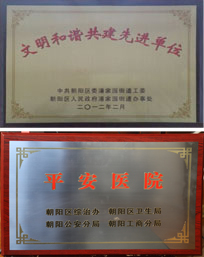 文明和谐共建先进单位
中共朝阳区委潘家园街道工委
朝阳区人民政府潘家园街道办事处
二〇一二年二月
平安医院
朝阳区综治办 朝阳区卫生局
朝阳公安分局 朝阳工商分局